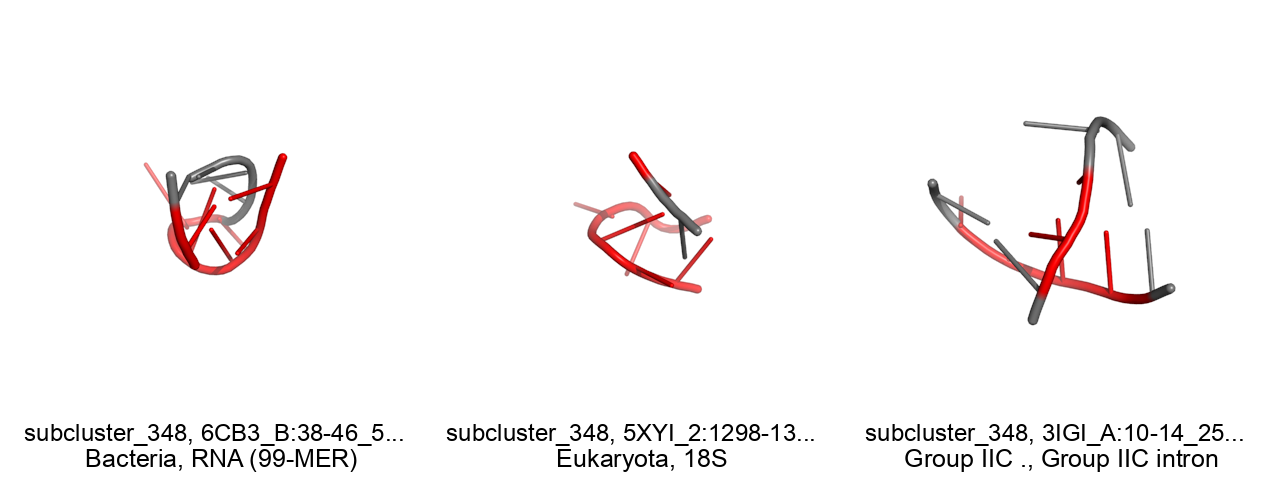 subcluster_348, 6CB3_B:38-46_5...
Bacteria, RNA (99-MER)
subcluster_348, 5XYI_2:1298-13...
Eukaryota, 18S
subcluster_348, 3IGI_A:10-14_25...
Group IIC ., Group IIC intron